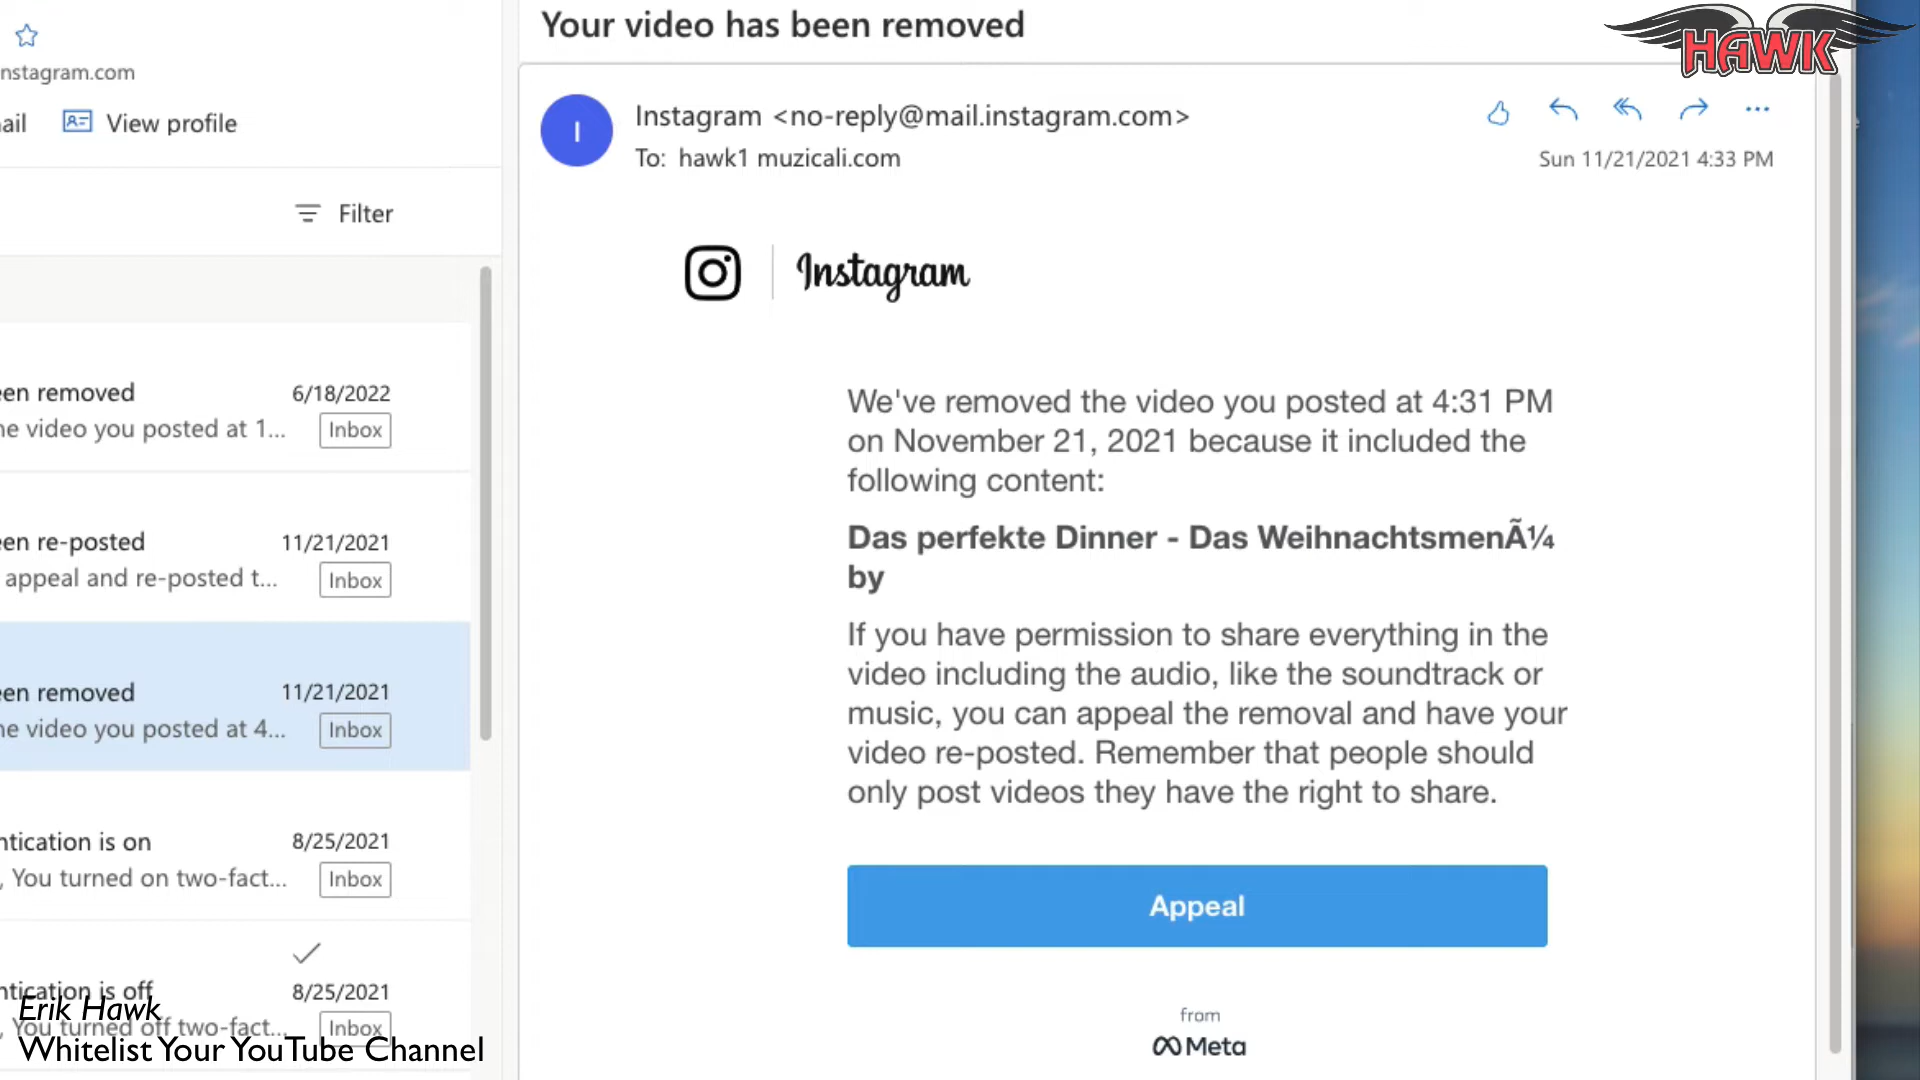 Your video has been removed
HAWK
nstagram.com
ail
View profile
Instagram <no-reply@mail.instagram.com>
To: hawk1 muzicali.com
Sun 11/21/2021 4:33 PM
Filter
Instagram
een removed
6/18/2022
he video you posted at 1...
Inbox
een re-posted
11/21/2021
appeal and re-posted t...
Inbox
een removed
11/21/2021
he video you posted at 4...
Inbox
ntication is on
8/25/2021
, You turned on two-fact...
Inbox
ntication is off
8/25/2021
, You turned off two-fact...
Inbox
We've removed the video you posted at 4:31 PM
on November 21, 2021 because it included the
following content:
Das perfekte Dinner - Das WeihnachtsmenÃ¼
by
If you have permission to share everything in the
video including the audio, like the soundtrack or
music, you can appeal the removal and have your
video re-posted. Remember that people should
only post videos they have the right to share.
Appeal
from
Meta
Erik Hawk
Whitelist Your YouTube Channel